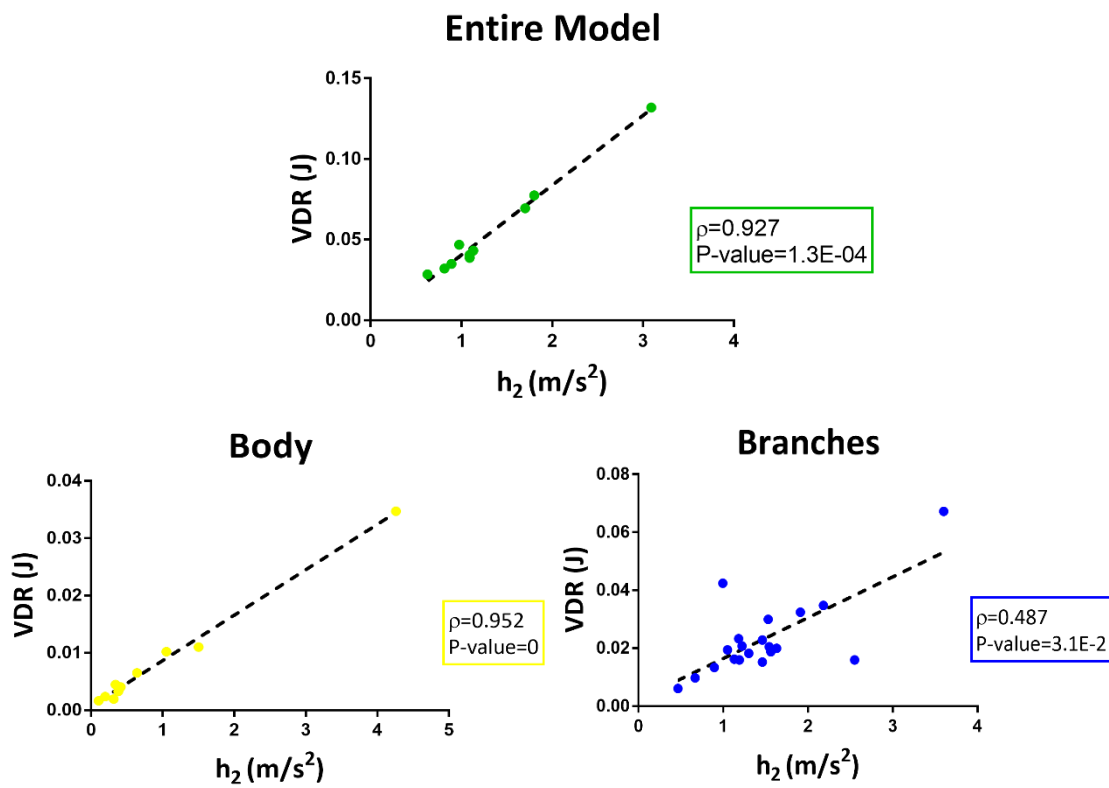 Entire Model
0.15
0.10
0.05
0.00
VDR (J)
0
1
2
3
4
h2 (m/s2)
ρ=0.927
P-value=1.3E-04
Body
0.04
0.03
0.02
0.01
0.00
VDR (J)
0
1
2
3
4
5
h2 (m/s2)
ρ=0.952
P-value=0
Branches
0.08
0.06
0.04
0.02
0.00
VDR (J)
0
1
2
3
4
h2 (m/s2)
ρ=0.487
P-value=3.1E-2